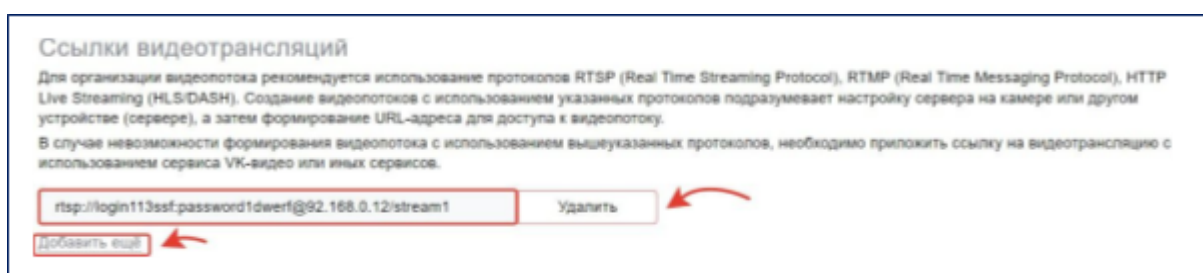 Ссылки видеотрансляций
Для организации видеопотока рекомендуется использование протоколов RTSP (Real Time Streaming Protocol), RTMP (Real Time Messaging Protocol), HTTP
Live Streaming (HLS/DASH). Создание видеопотоков с использованием указанных протоколов подразумевает настройку сервера на камере или другом
устройстве (сервере), а затем формирование URL-адреса для доступа к видеопотоку.
В случае невозможности формирования видеопотока с использованием вышеуказанных протоколов, необходимо приложить ссылку на видеотрансляцию с
использованием сервиса VK-видео или иных сервисов.
rtsp://login113ssf:password1dwerf@92.168.0.12/stream1 Удалить
Добавить ещё